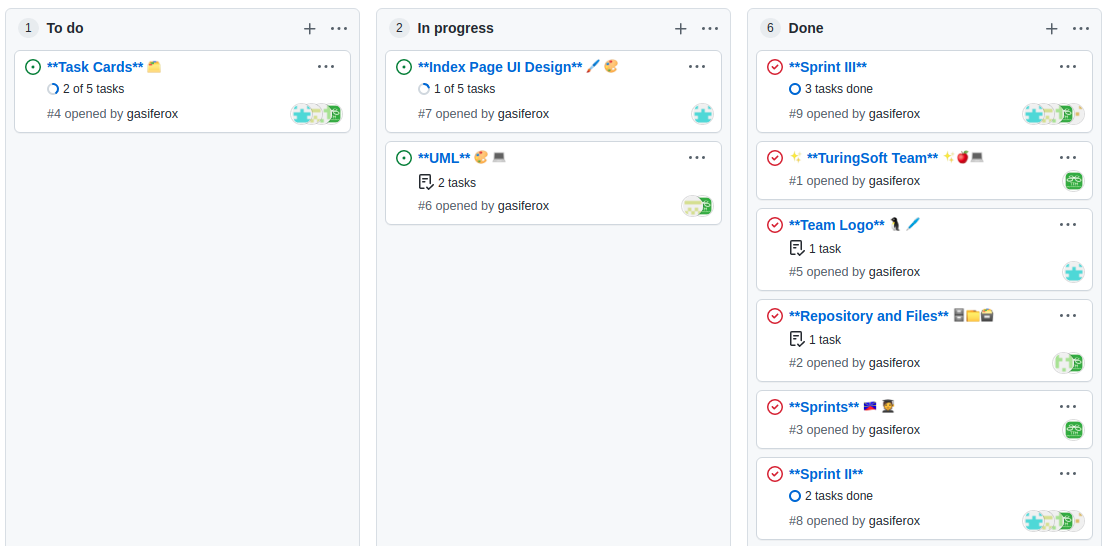 1 To do
**Task Cards**
2 of 5 tasks
#4 opened by gasiferox
2 In progress
**Index Page UI Design**
1 of 5 tasks
#7 opened by gasiferox
**UML**
2 tasks
#6 opened by gasiferox
6 Done
**Sprint III**
3 tasks done
#9 opened by gasiferox
**TuringSoft Team**
#1 opened by gasiferox
**Team Logo**
1 task
#5 opened by gasiferox
**Repository and Files**
1 task
#2 opened by gasiferox
**Sprints**
#3 opened by gasiferox
**Sprint II**
2 tasks done
#8 opened by gasiferox